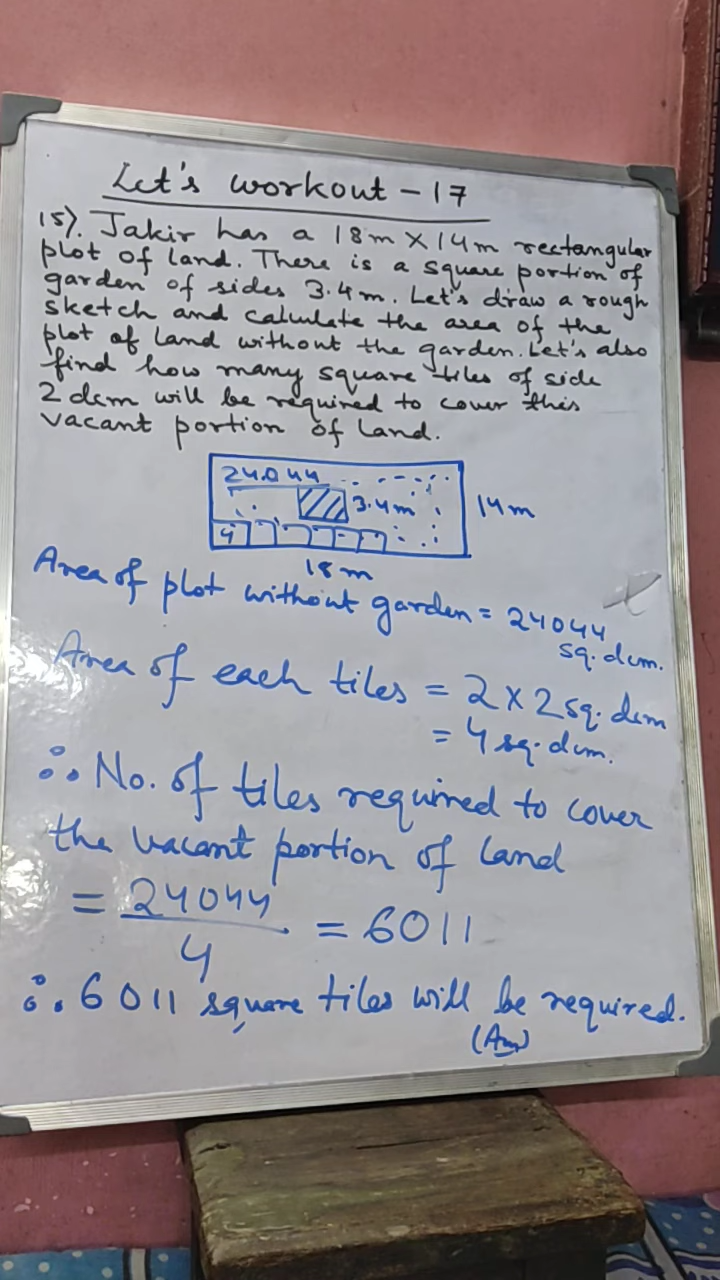 Let's workout - 17
15). Jakir has a 18m X 14m rectangular
plot of land. There is a square portion of
garden of sides 3.4m. Let's draw a rough
sketch and calculate the area of the
plot of land without the garden. Let's also
find how many square tiles of side
2 dcm will be required to cover this
vacant portion of land.
24044
3.4m
14m
4
18m
Area of plot without garden = 24044
sq. dcm.
Area of each tiles = 2 X 2 sq. dcm
= 4 sq. dcm.
∴ No. of tiles required to cover
the vacant portion of land
= 24044/4 = 6011
∴ 6011 square tiles will be required.
(Ans)